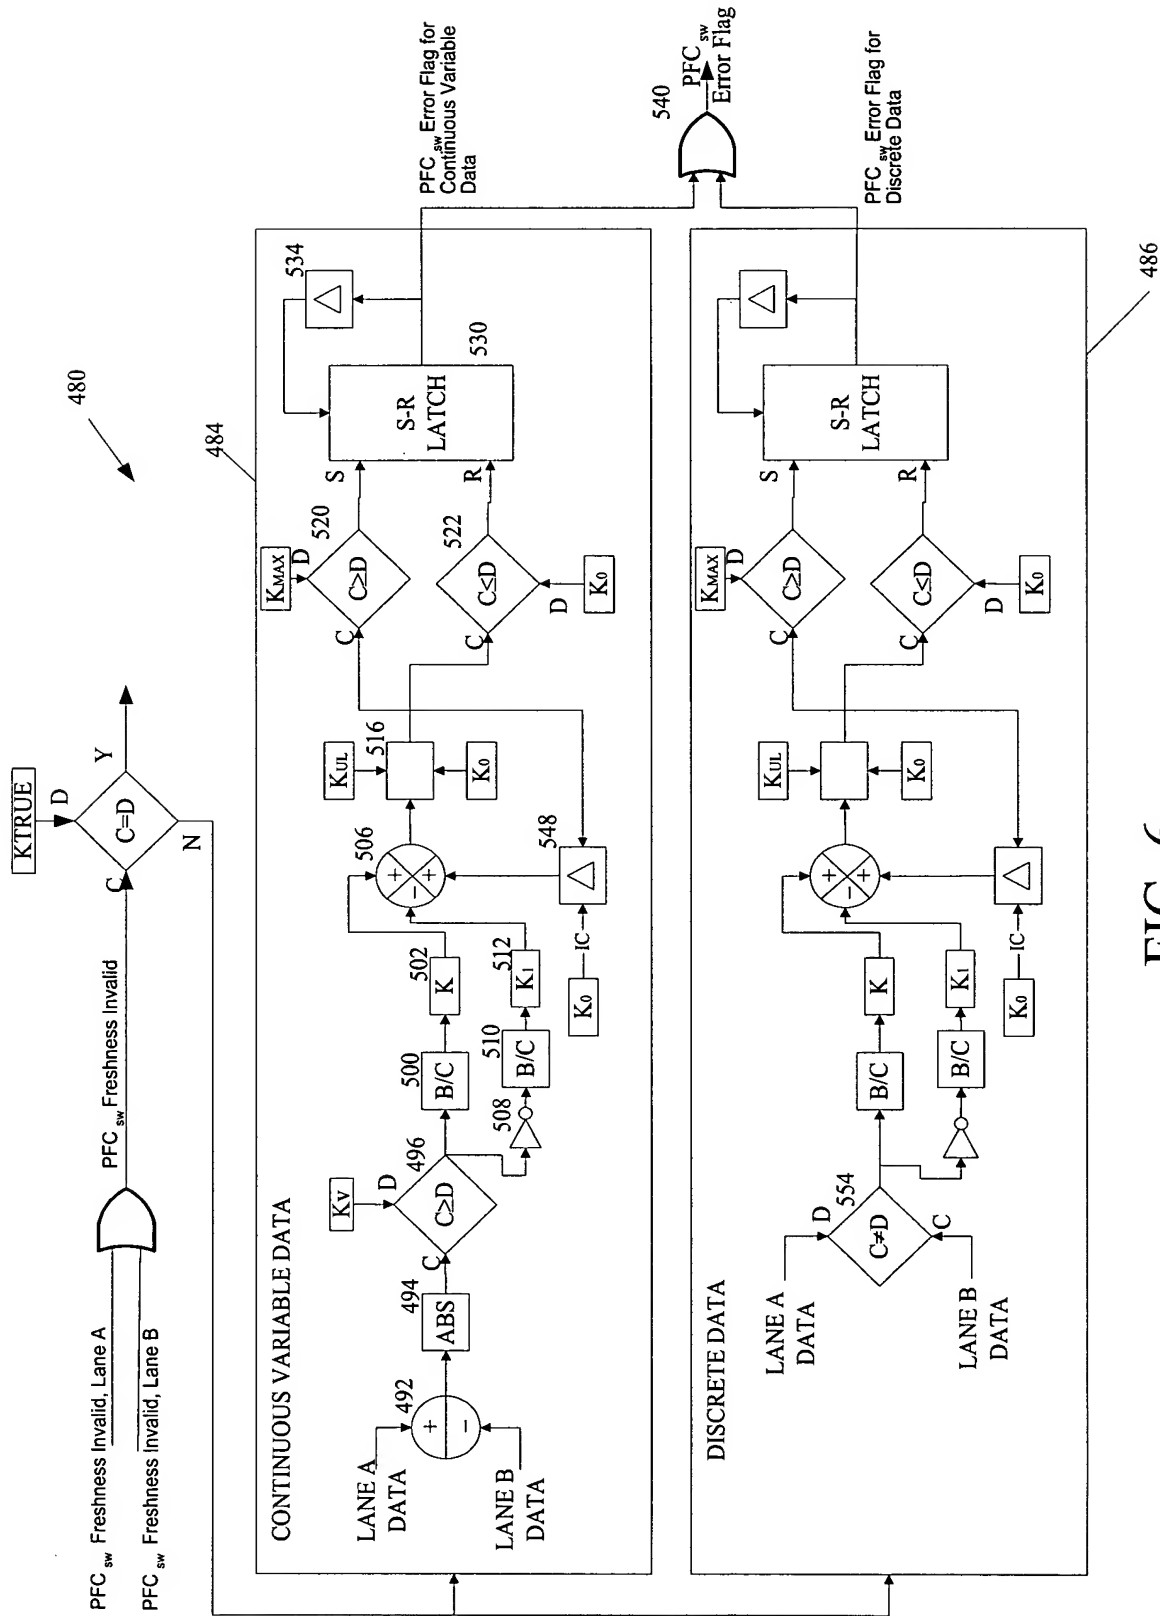 480
PFC sw Freshness Invalid, Lane A
PFC sw Freshness Invalid, Lane B
PFC sw Freshness Invalid
KTRUE
D
C
C=D
Y
N
484
CONTINUOUS VARIABLE DATA
LANE A
DATA
LANE B
DATA
492
+
−
494
ABS
KV
D
C
C≥D
496
500
B/C
502
K
508
510
B/C
512
K1
506
+
-
+
K0
IC
548
△
KUL
516
K0
KMAX
D
520
C≥D
C
S
522
C≤D
C
D
K0
R
S-R
LATCH
530
534
△
PFC sw Error Flag for
Continuous Variable
Data
540
PFC sw
Error Flag
486
DISCRETE DATA
LANE A
DATA
LANE B
DATA
D
554
C≠D
C
B/C
K
B/C
K1
+
-
+
K0
IC
△
KUL
K0
KMAX
D
C≥D
C
S
C≤D
C
D
K0
R
S-R
LATCH
△
PFC sw Error Flag for
Discrete Data
FIG. 6